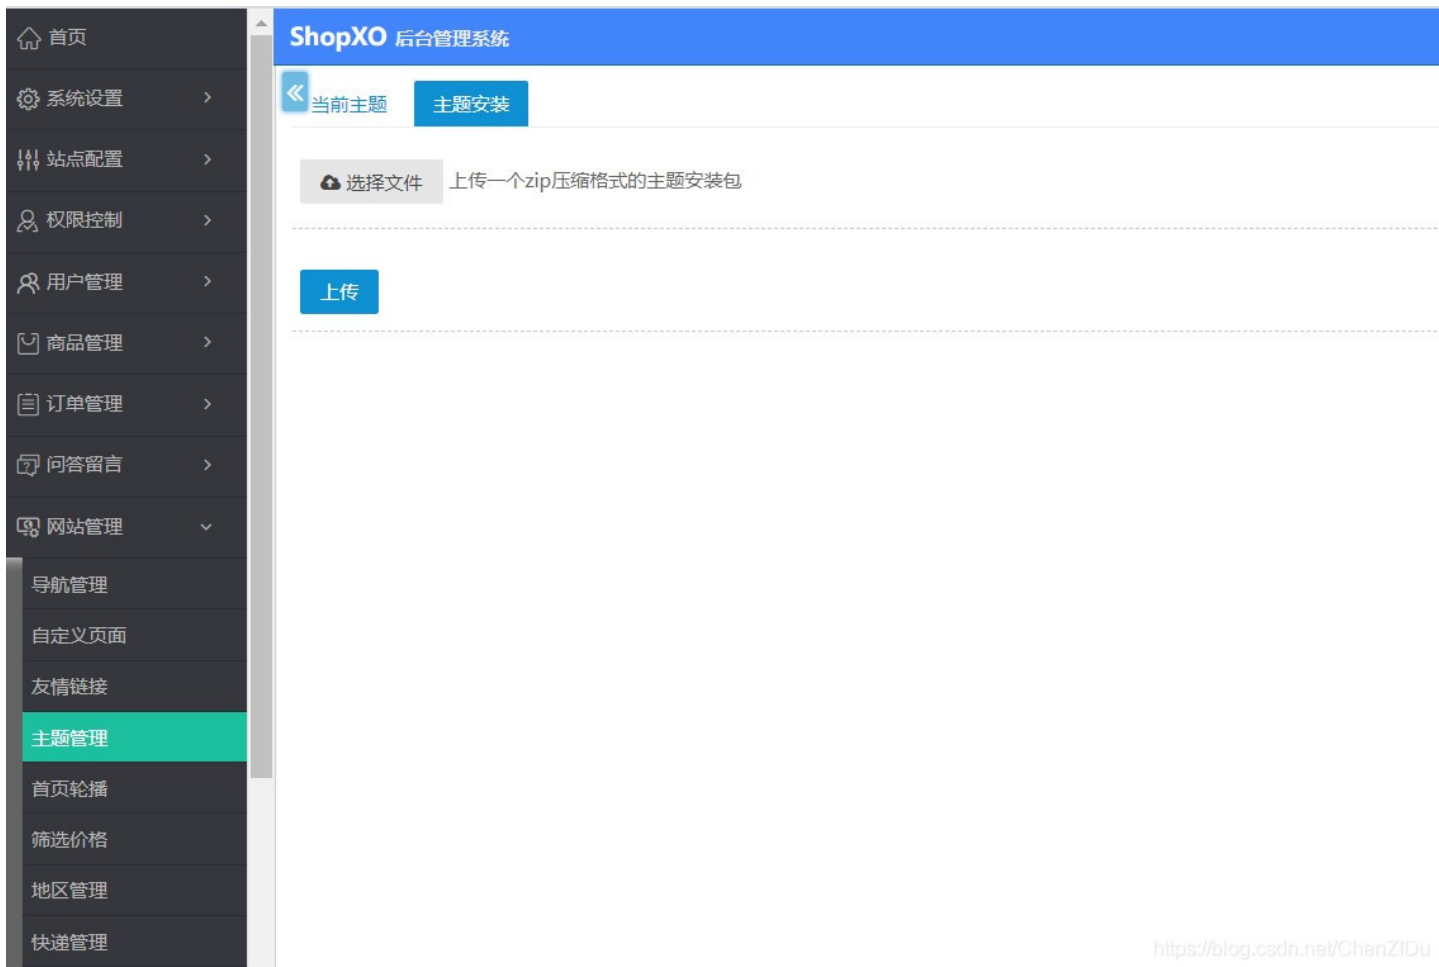 首页
系统设置
站点配置
权限控制
用户管理
商品管理
订单管理
问答留言
网站管理
导航管理
自定义页面
友情链接
主题管理
首页轮播
筛选价格
地区管理
快递管理
ShopXO 后台管理系统
当前主题 主题安装
选择文件 上传一个zip压缩格式的主题安装包
上传
https://blog.csdn.net/ChenZIDu